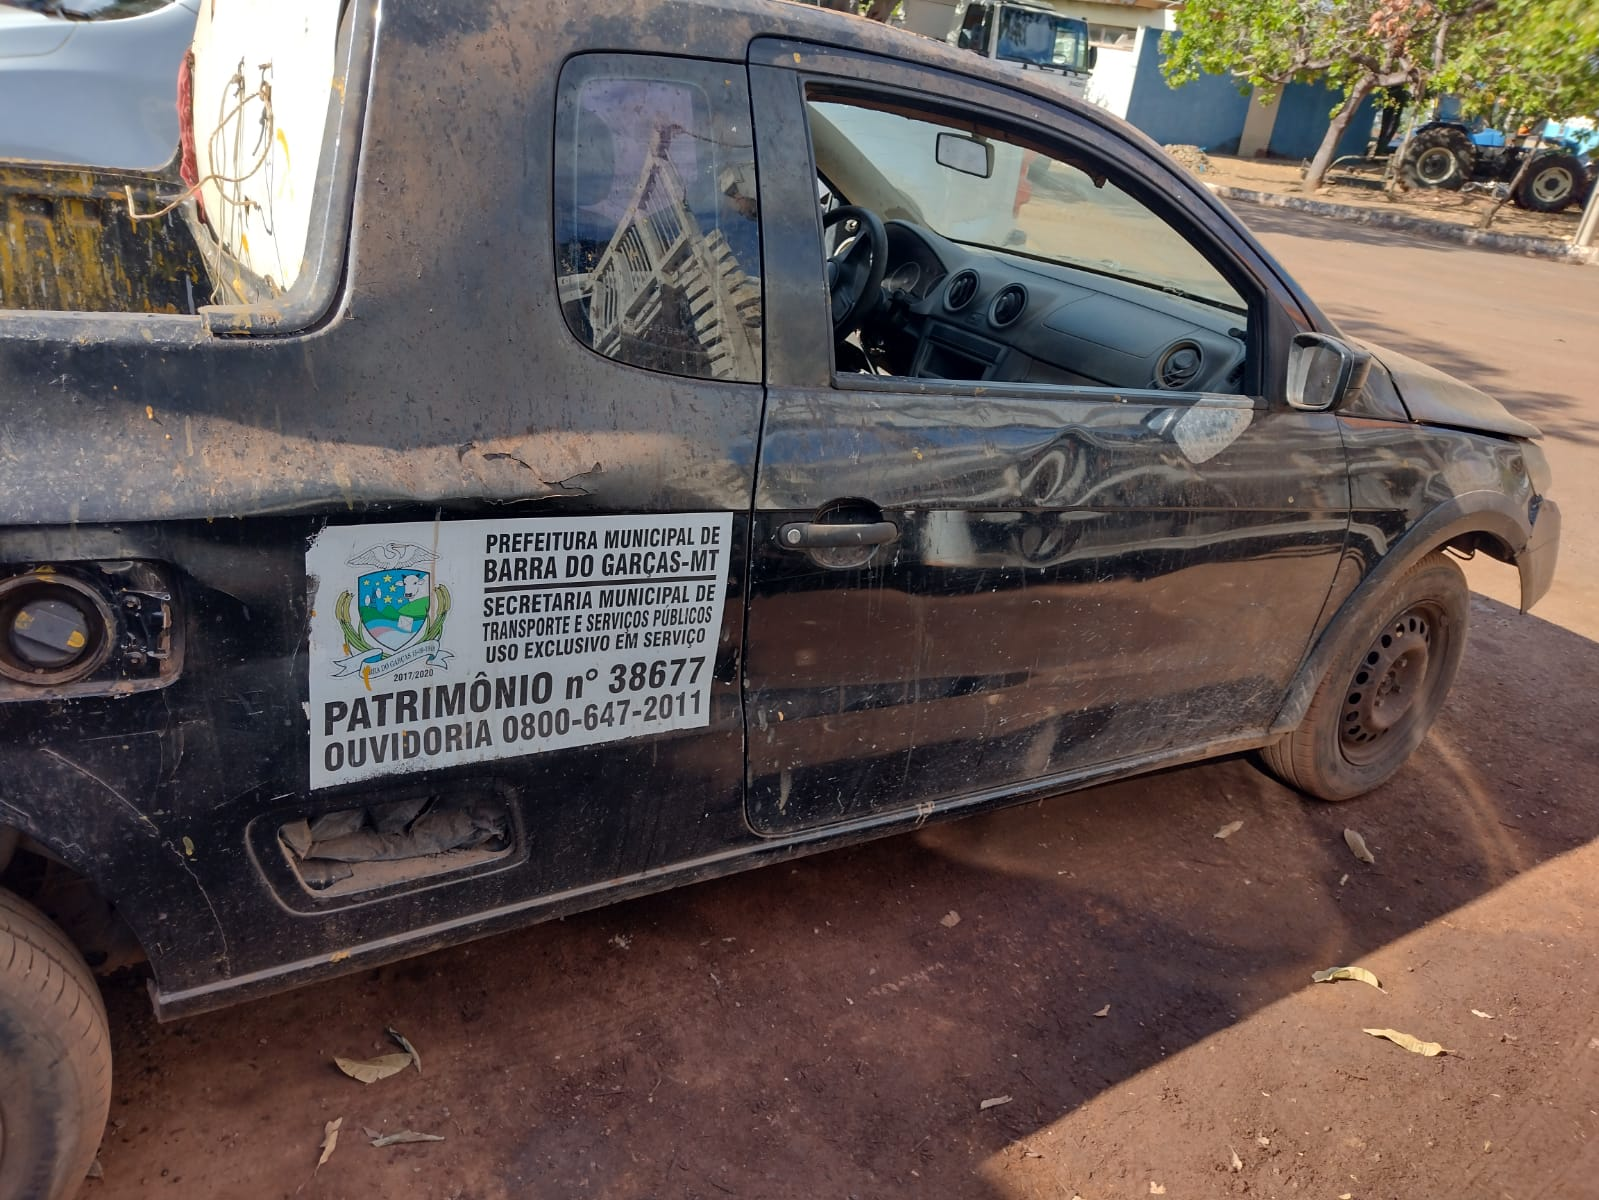 PREFEITURA MUNICIPAL DE
BARRA DO GARÇAS-MT
SECRETARIA MUNICIPAL DE
TRANSPORTE E SERVIÇOS PÚBLICOS
USO EXCLUSIVO EM SERVIÇO
2017/2020
PATRIMÔNIO n° 38677
OUVIDORIA 0800-647-2011